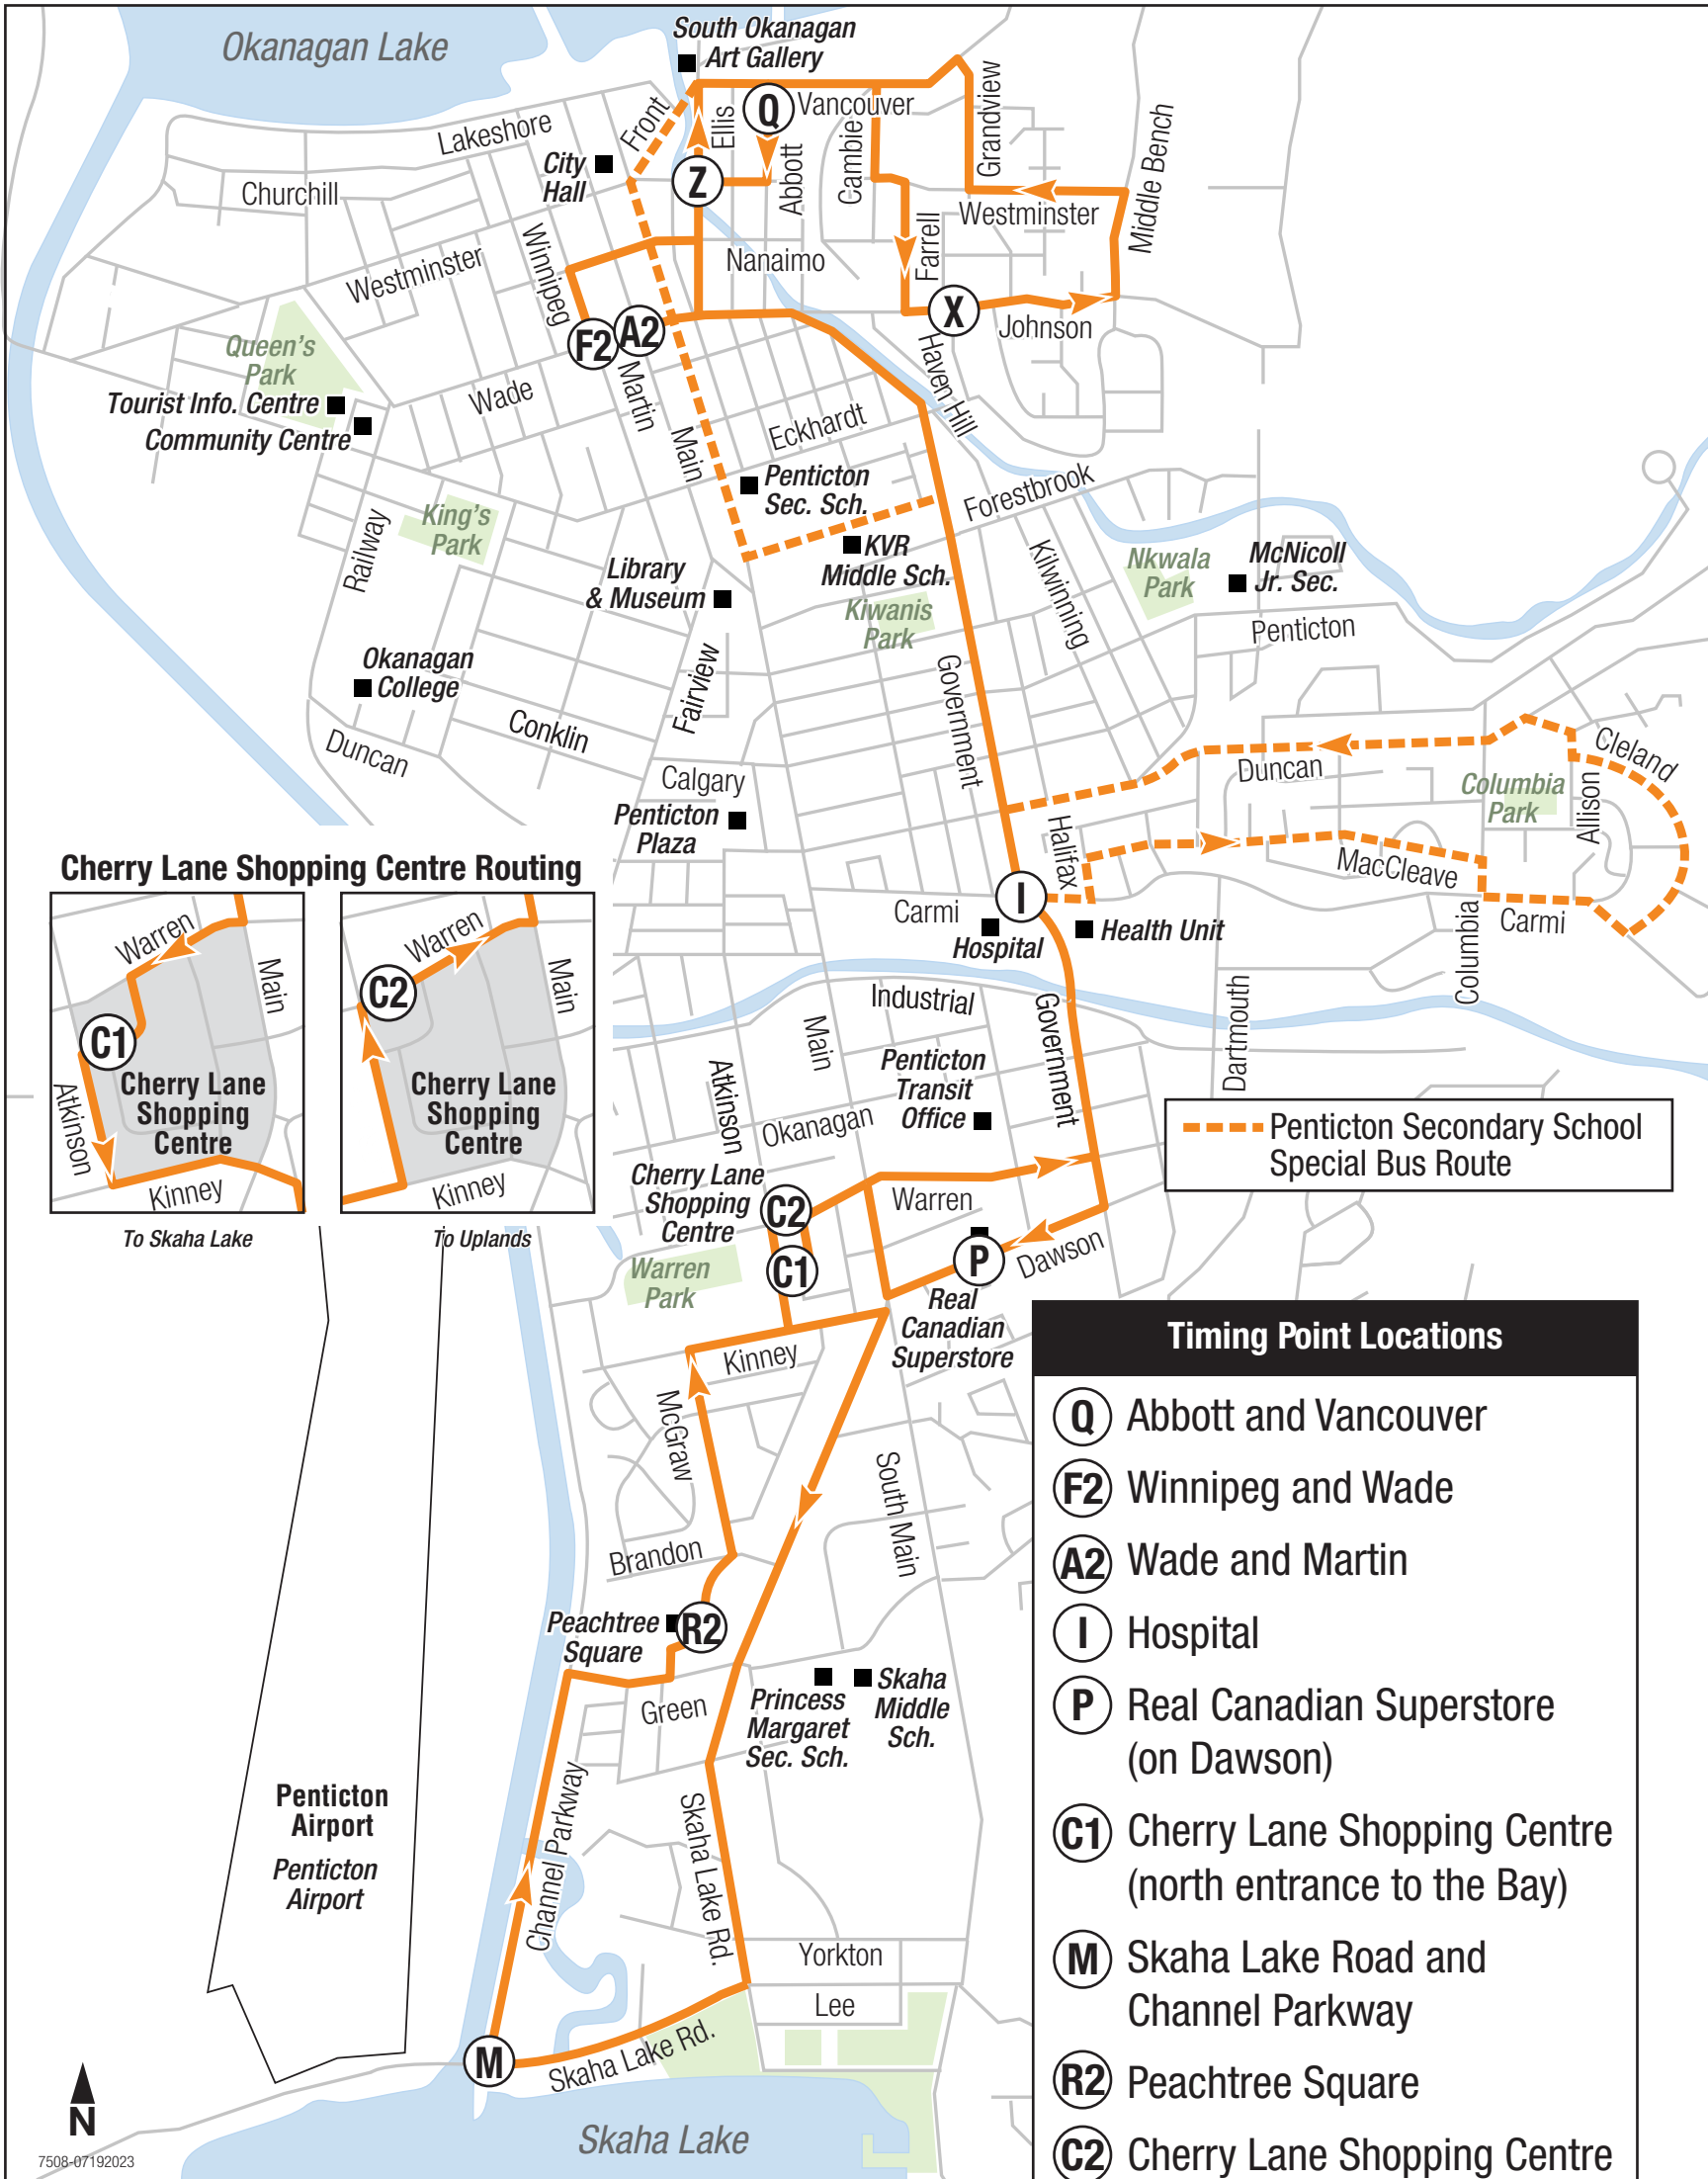 Okanagan Lake
South Okanagan
Art Gallery
Lakeshore
Front
Ellis
Q
Vancouver
Grandview
City
Hall
Z
Abbott
Cambie
Middle Bench
Churchill
Westminster
Winnipeg
Westminster
Nanaimo
Farrell
F2
A2
X
Johnson
Queen's
Park
Tourist Info. Centre
Community Centre
Wade
Martin
Main
Haven Hill
Eckhardt
Penticton
Sec. Sch.
Forestbrook
King's
Park
Railway
KVR
Middle Sch.
Kiwanis
Park
Kilwinning
Nkwala
Park
McNicoll
Jr. Sec.
Library
& Museum
Penticton
Okanagan
College
Fairview
Government
Conklin
Duncan
Calgary
Duncan
Cleland
Columbia
Park
Allison
Penticton
Plaza
Halifax
MacCleave
I
Carmi
Hospital
Health Unit
Columbia
Carmi
Cherry Lane Shopping Centre Routing
Warren
Main
C1
Cherry Lane
Shopping
Centre
Atkinson
Kinney
To Skaha Lake
Warren
Main
C2
Cherry Lane
Shopping
Centre
Kinney
To Uplands
Industrial
Main
Government
Dartmouth
Atkinson
Penticton
Transit
Office
Okanagan
Penticton Secondary School
Special Bus Route
Cherry Lane
Shopping
Centre
C2
C1
Warren
Warren
Park
P
Dawson
Real
Canadian
Superstore
Kinney
McGraw
South Main
Brandon
Peachtree
Square
R2
Green
Princess
Margaret
Sec. Sch.
Skaha
Middle
Sch.
Penticton
Airport
Penticton
Airport
Channel Parkway
Skaha Lake Rd.
Yorkton
Lee
M
Skaha Lake Rd.
Skaha Lake
N
7508-07192023
Timing Point Locations
Q Abbott and Vancouver
F2 Winnipeg and Wade
A2 Wade and Martin
I Hospital
P Real Canadian Superstore
(on Dawson)
C1 Cherry Lane Shopping Centre
(north entrance to the Bay)
M Skaha Lake Road and
Channel Parkway
R2 Peachtree Square
C2 Cherry Lane Shopping Centre